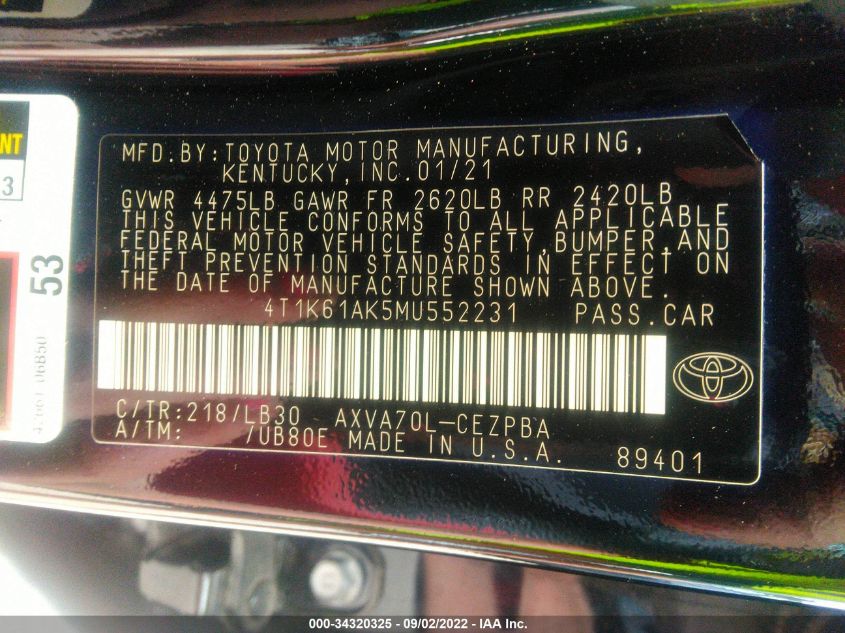 MFD.BY:TOYOTA MOTOR MANUFACTURING,
KENTUCKY,INC.01/21
GVWR 4475LB GAWR FR 2620LB RR 2420LB
THIS VEHICLE CONFORMS TO ALL APPLICABLE
FEDERAL MOTOR VEHICLE SAFETY,BUMPER,AND
THEFT PREVENTION STANDARDS IN EFFECT ON
THE DATE OF MANUFACTURE SHOWN ABOVE.
4T1K61AK5MU552231 PASS.CAR
C/TR:218/LB30 AXVA70L-CEZPBA
A/TM: /UB80E MADE IN U.S.A.
89401
53
42661 06B50
000-34320325 - 09/02/2022 - IAA Inc.